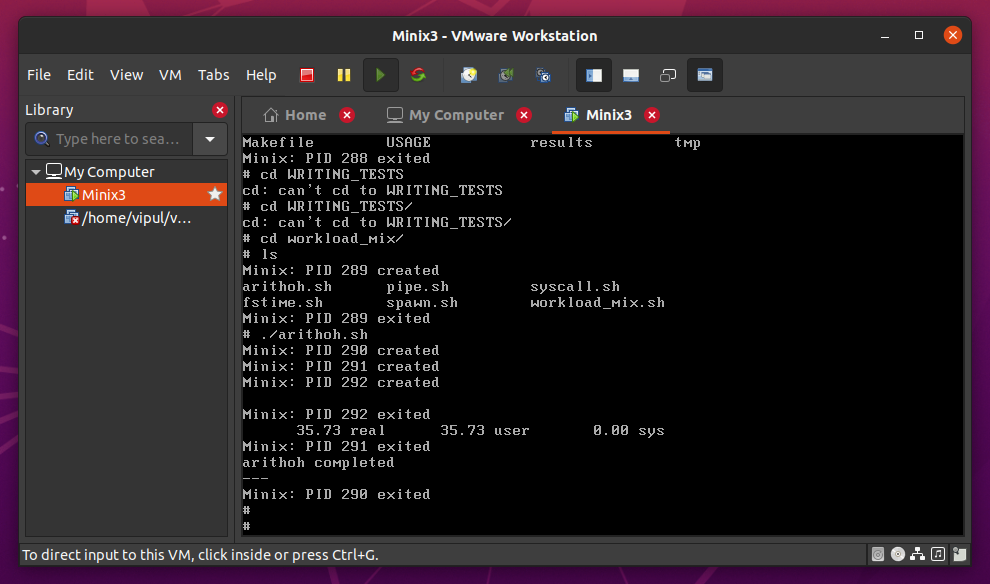 Minix3 - VMware Workstation
File Edit View VM Tabs Help
Library
Type here to sea...
My Computer
Minix3
/home/vipul/v...
Home My Computer Minix3
Makefile USAGE results tmp
Minix: PID 288 exited
# cd WRITING_TESTS
cd: can't cd to WRITING_TESTS
# cd WRITING_TESTS/
cd: can't cd to WRITING_TESTS/
# cd workload_mix/
# ls
Minix: PID 289 created
arithoh.sh pipe.sh syscall.sh
fstime.sh spawn.sh workload_mix.sh
Minix: PID 289 exited
# ./arithoh.sh
Minix: PID 290 created
Minix: PID 291 created
Minix: PID 292 created
Minix: PID 292 exited
35.73 real 35.73 user 0.00 sys
Minix: PID 291 exited
arithoh completed
---
Minix: PID 290 exited
#
#
To direct input to this VM, click inside or press Ctrl+G.